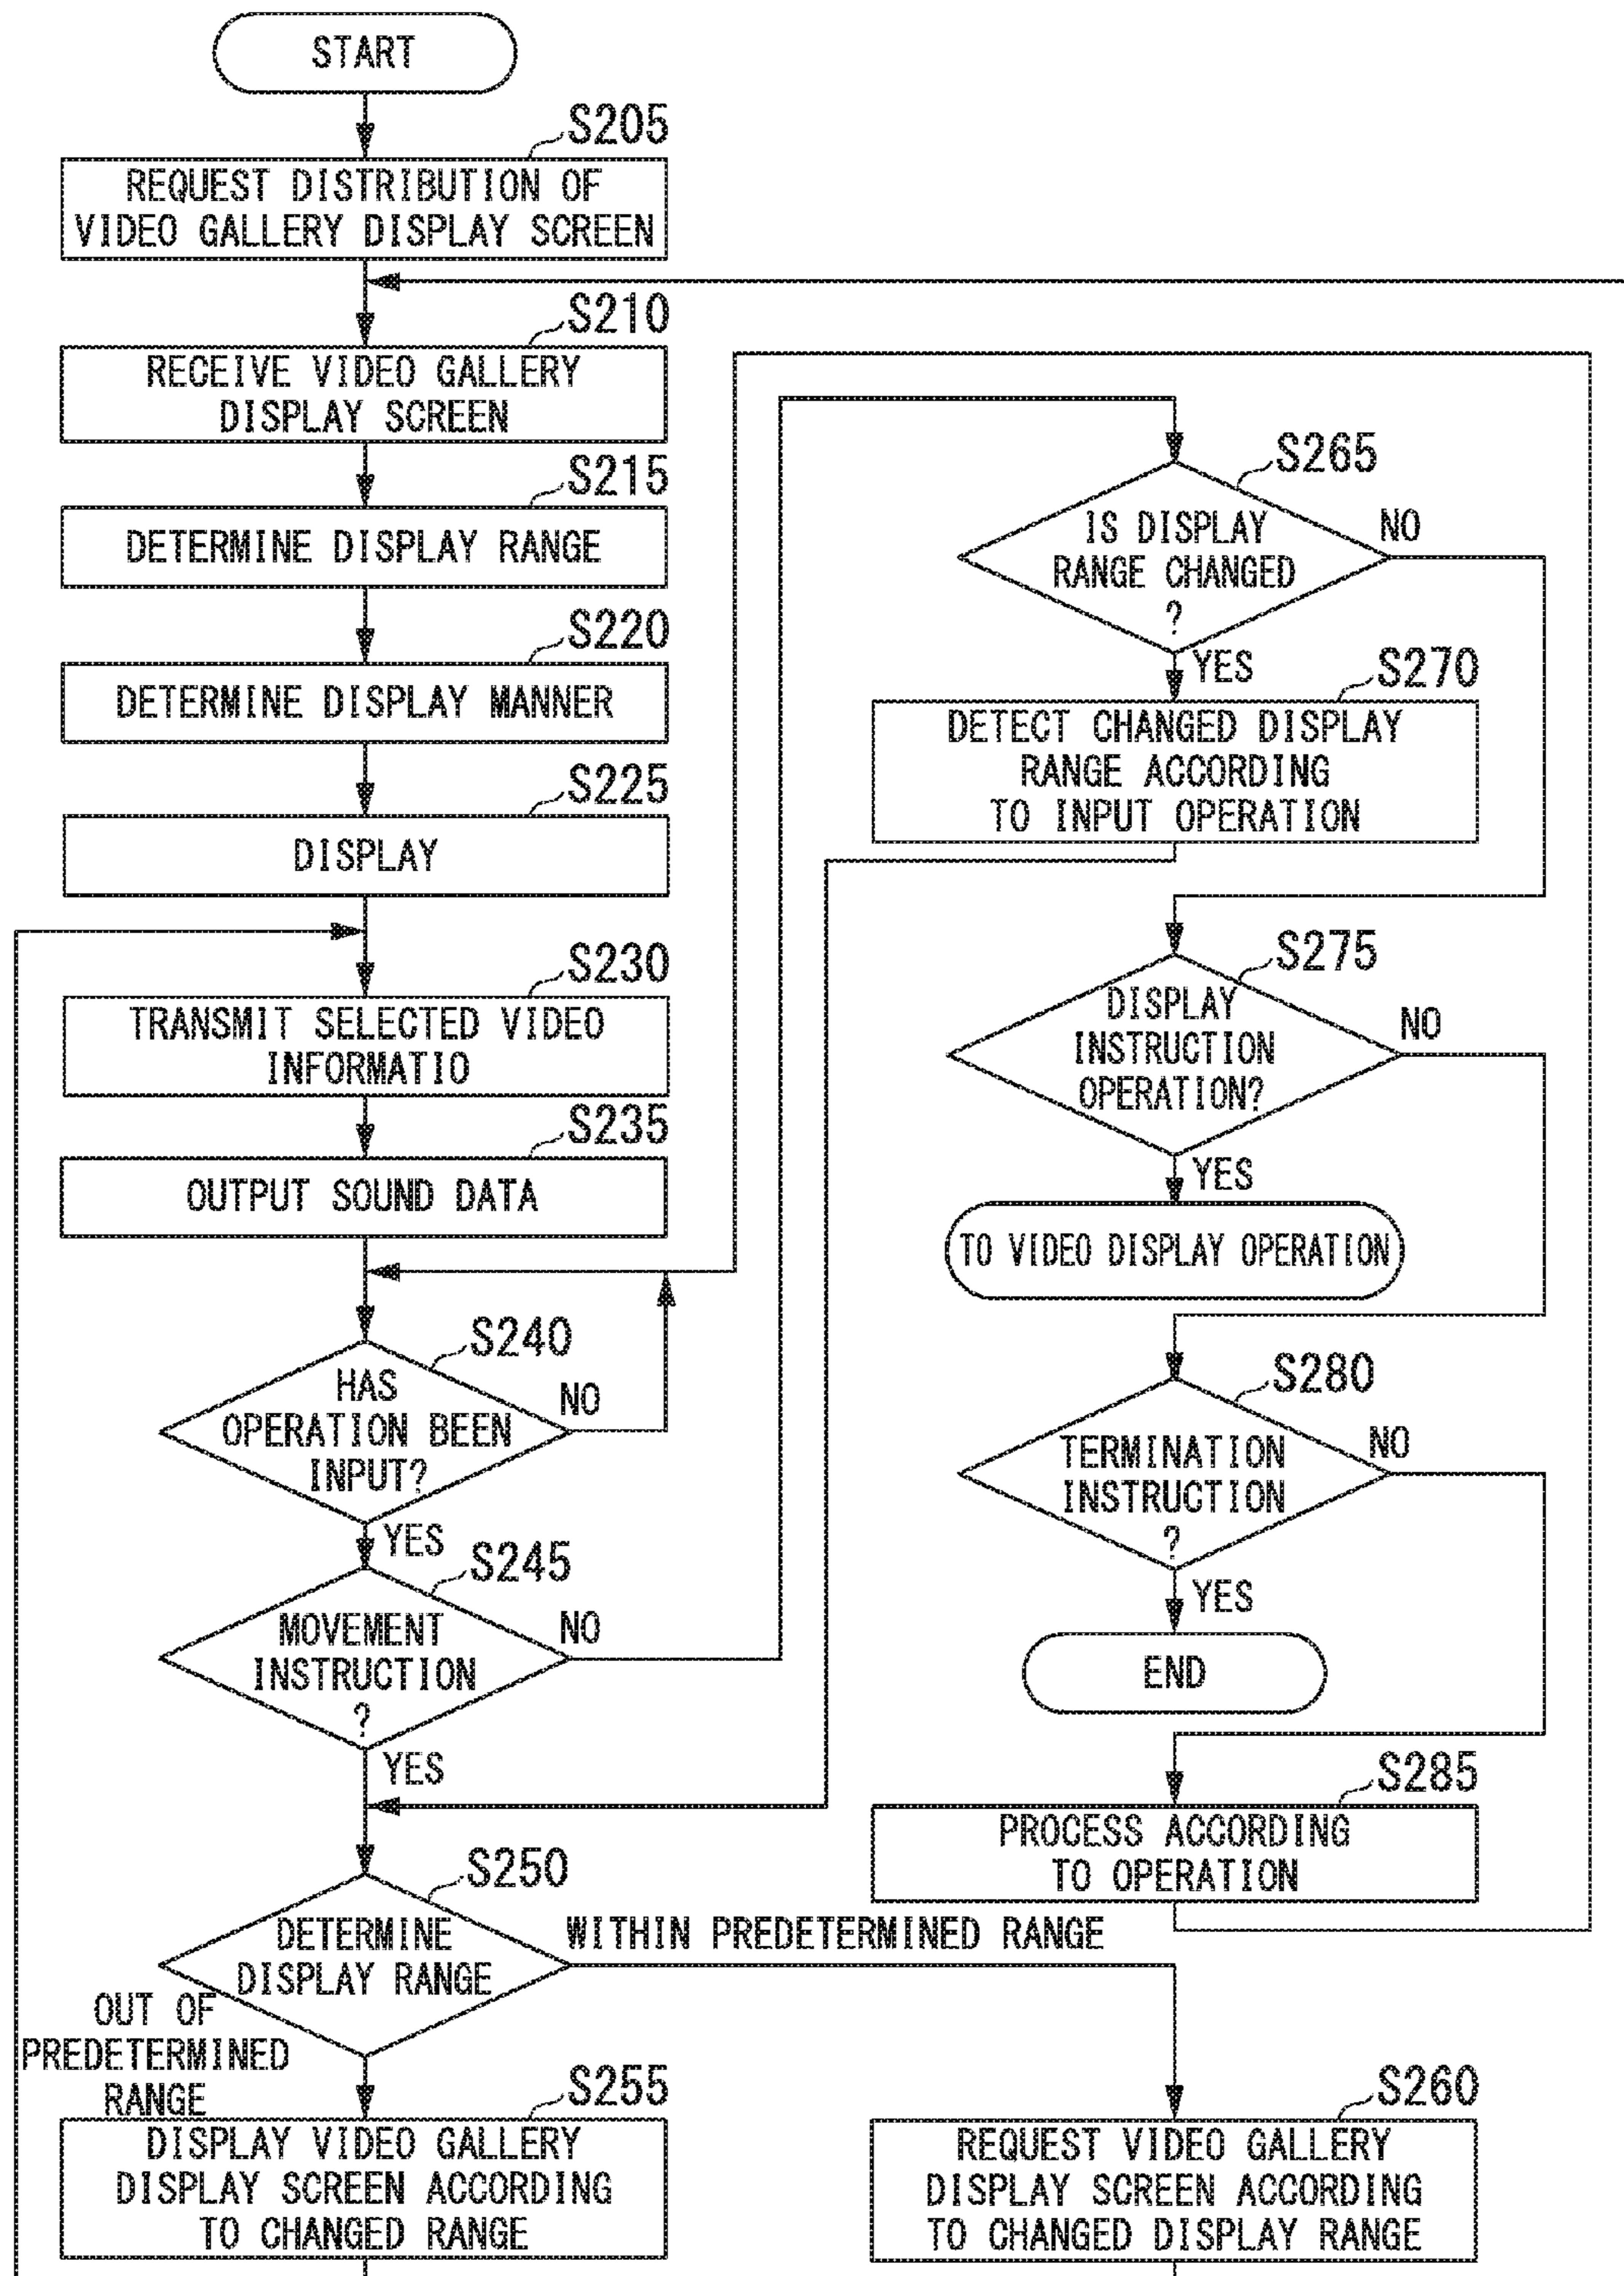 START
S205
REQUEST DISTRIBUTION OF
VIDEO GALLERY DISPLAY SCREEN
S210
RECEIVE VIDEO GALLERY
DISPLAY SCREEN
S215
DETERMINE DISPLAY RANGE
S220
DETERMINE DISPLAY MANNER
S225
DISPLAY
S230
TRANSMIT SELECTED VIDEO
INFORMATIO
S235
OUTPUT SOUND DATA
S240
HAS
OPERATION BEEN
INPUT?
NO
YES
S245
MOVEMENT
INSTRUCTION
?
NO
YES
S250
DETERMINE
DISPLAY RANGE
WITHIN PREDETERMINED RANGE
OUT OF
PREDETERMINED
RANGE
S255
DISPLAY VIDEO GALLERY
DISPLAY SCREEN ACCORDING
TO CHANGED RANGE
S260
REQUEST VIDEO GALLERY
DISPLAY SCREEN ACCORDING
TO CHANGED DISPLAY RANGE
S265
IS DISPLAY
RANGE CHANGED
?
NO
YES
S270
DETECT CHANGED DISPLAY
RANGE ACCORDING
TO INPUT OPERATION
S275
DISPLAY
INSTRUCTION
OPERATION?
NO
YES
TO VIDEO DISPLAY OPERATION
S280
TERMINATION
INSTRUCTION
?
NO
YES
END
S285
PROCESS ACCORDING
TO OPERATION